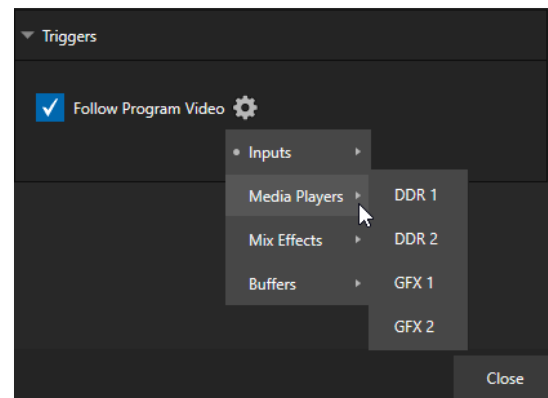 Triggers
Follow Program Video
Inputs
Media Players
DDR 1
Mix Effects
DDR 2
Buffers
GFX 1
GFX 2
Close